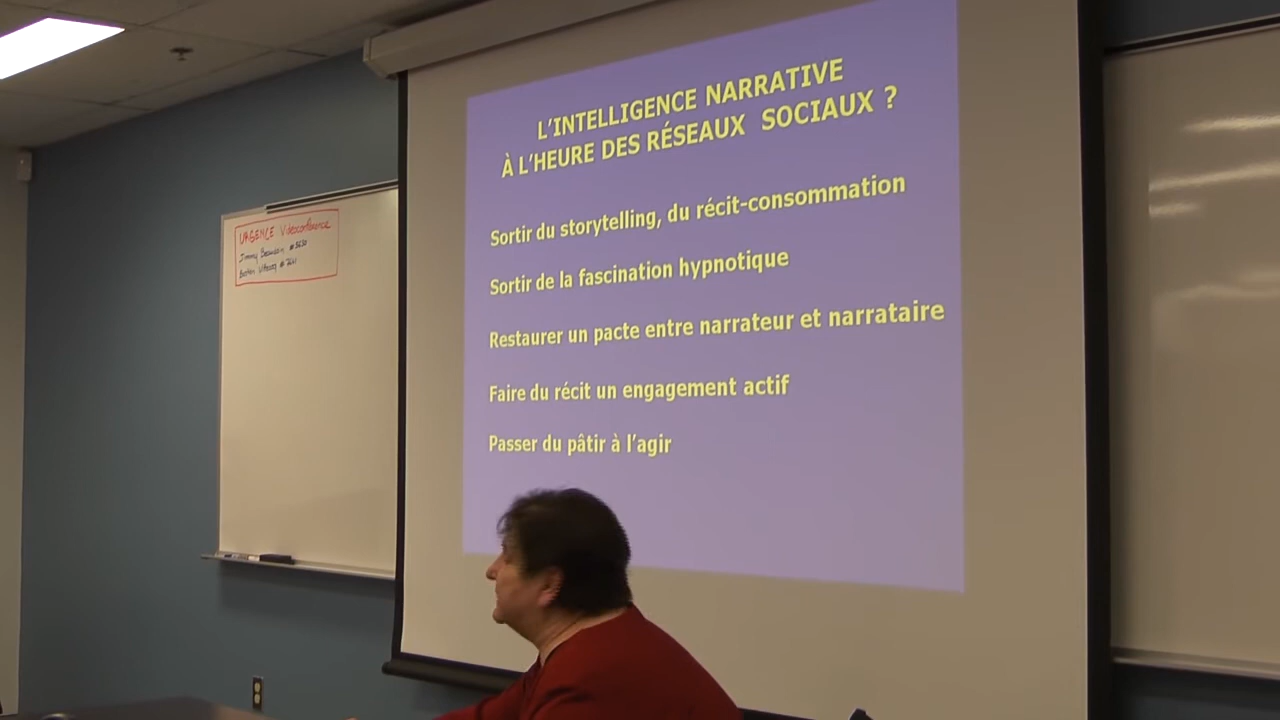 L'INTELLIGENCE NARRATIVE
À L'HEURE DES RÉSEAUX SOCIAUX ?
Sortir du storytelling, du récit-consommation
Sortir de la fascination hypnotique
Restaurer un pacte entre narrateur et narrataire
Faire du récit un engagement actif
Passer du pâtir à l'agir
URGENCE Vidéoconférence
Jimmy